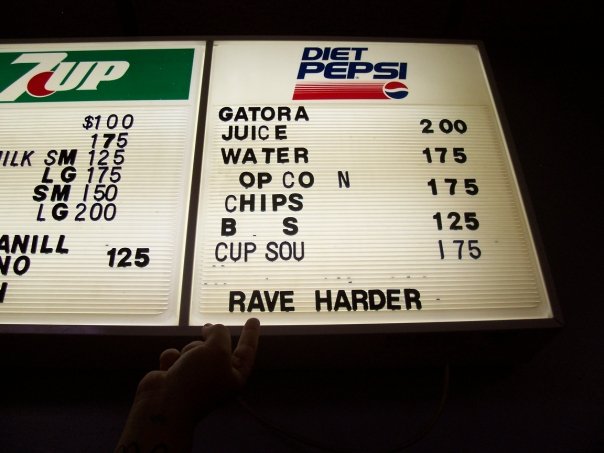 7UP
$100
175
ILK SM 125
LG 175
SM 150
LG 200
ANILL
NO 125
DIET
PEPSI
GATORA
JUICE 200
WATER 175
OP CO N 175
CHIPS
B S 125
CUP SOU 175
RAVE HARDER